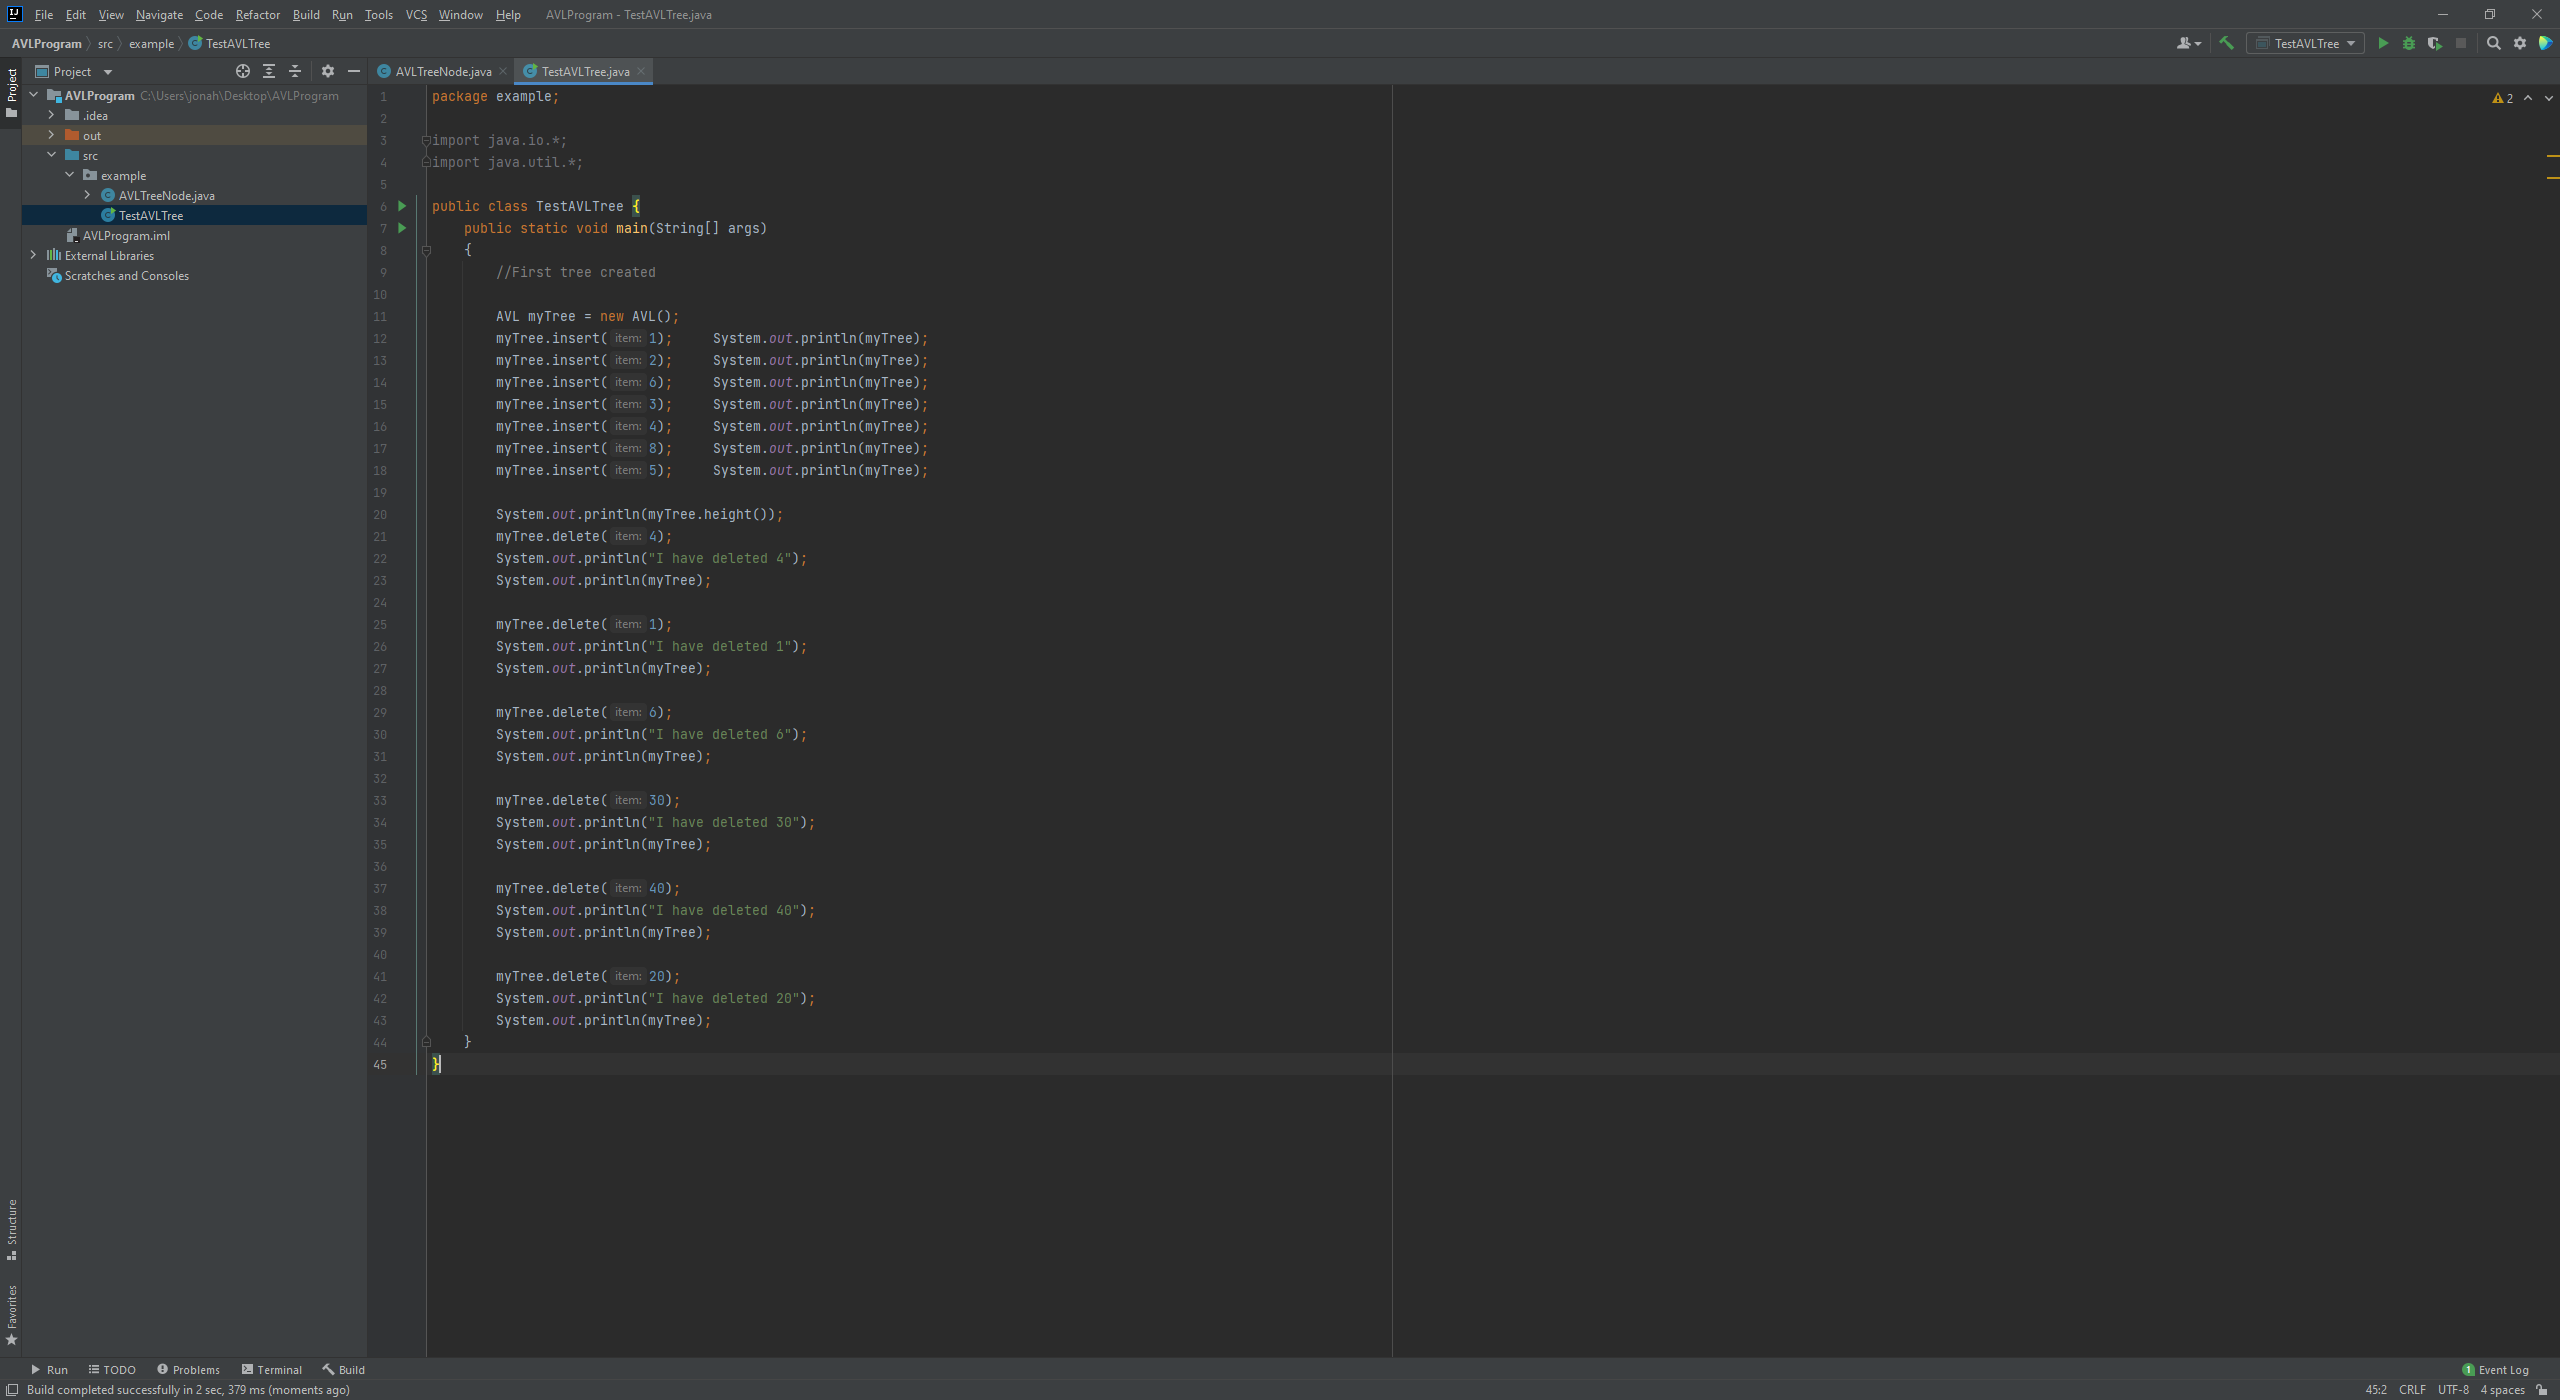 File Edit View Navigate Code Refactor Build Run Tools VCS Window Help AVLProgram - TestAVLTree.java
AVLProgram src example TestAVLTree
TestAVLTree
Project
Project
AVLTreeNode.java TestAVLTree.java
AVLProgram C:\Users\jonah\Desktop\AVLProgram
.idea
out
src
example
AVLTreeNode.java
TestAVLTree
AVLProgram.iml
External Libraries
Scratches and Consoles
2
1 package example;
2
3 import java.io.*;
4 import java.util.*;
5
6 public class TestAVLTree {
7 public static void main(String[] args)
8 {
9 //First tree created
10
11 AVL myTree = new AVL();
12 myTree.insert( item: 1); System.out.println(myTree);
13 myTree.insert( item: 2); System.out.println(myTree);
14 myTree.insert( item: 6); System.out.println(myTree);
15 myTree.insert( item: 3); System.out.println(myTree);
16 myTree.insert( item: 4); System.out.println(myTree);
17 myTree.insert( item: 8); System.out.println(myTree);
18 myTree.insert( item: 5); System.out.println(myTree);
19
20 System.out.println(myTree.height());
21 myTree.delete( item: 4);
22 System.out.println("I have deleted 4");
23 System.out.println(myTree);
24
25 myTree.delete( item: 1);
26 System.out.println("I have deleted 1");
27 System.out.println(myTree);
28
29 myTree.delete( item: 6);
30 System.out.println("I have deleted 6");
31 System.out.println(myTree);
32
33 myTree.delete( item: 30);
34 System.out.println("I have deleted 30");
35 System.out.println(myTree);
36
37 myTree.delete( item: 40);
38 System.out.println("I have deleted 40");
39 System.out.println(myTree);
40
41 myTree.delete( item: 20);
42 System.out.println("I have deleted 20");
43 System.out.println(myTree);
44 }
45 }
Structure
Favorites
Run TODO Problems Terminal Build 1 Event Log
Build completed successfully in 2 sec, 379 ms (moments ago) 45:2 CRLF UTF-8 4 spaces